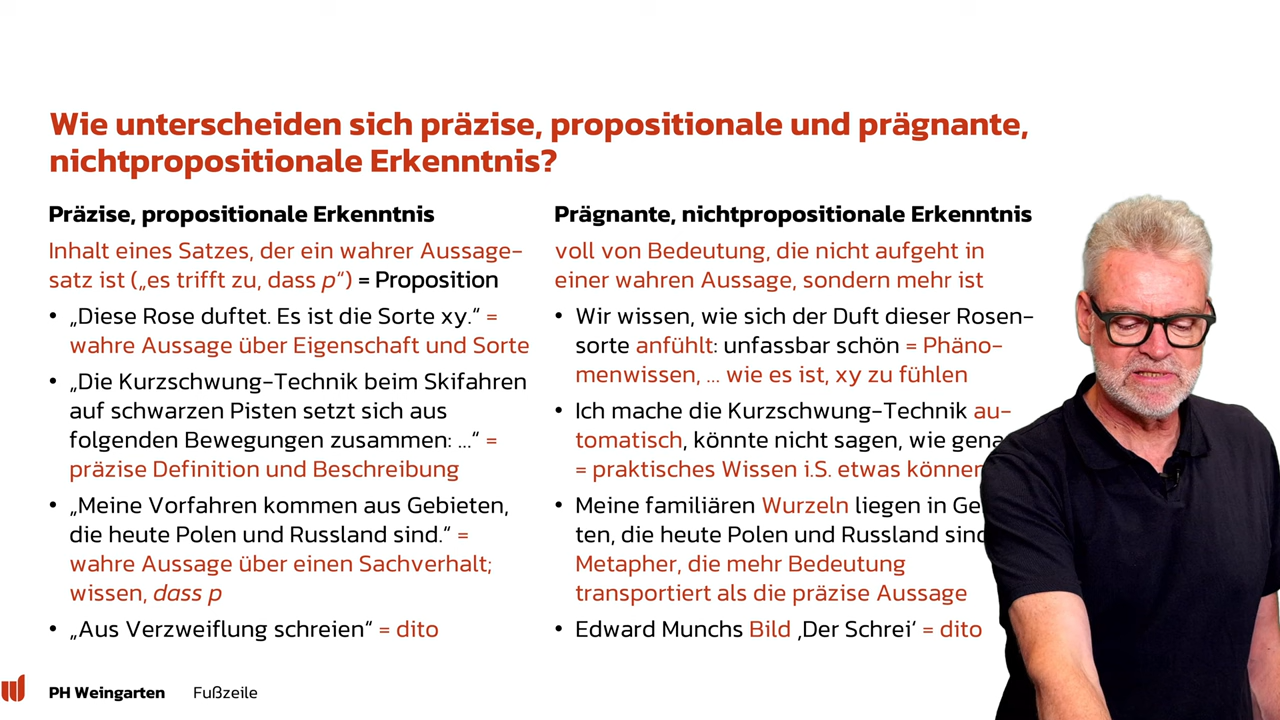 Wie unterscheiden sich präzise, propositionale und prägnante,
nichtpropositionale Erkenntnis?
Präzise, propositionale Erkenntnis
Inhalt eines Satzes, der ein wahrer Aussage-
satz ist („es trifft zu, dass p“) = Proposition
• „Diese Rose duftet. Es ist die Sorte xy.“ =
wahre Aussage über Eigenschaft und Sorte
• „Die Kurzschwung-Technik beim Skifahren
auf schwarzen Pisten setzt sich aus
folgenden Bewegungen zusammen: ...“ =
präzise Definition und Beschreibung
• „Meine Vorfahren kommen aus Gebieten,
die heute Polen und Russland sind.“ =
wahre Aussage über einen Sachverhalt;
wissen, dass p
• „Aus Verzweiflung schreien“ = dito
Prägnante, nichtpropositionale Erkenntnis
voll von Bedeutung, die nicht aufgeht in
einer wahren Aussage, sondern mehr ist
• Wir wissen, wie sich der Duft dieser Rosen-
sorte anfühlt: unfassbar schön = Phäno-
menwissen, ... wie es ist, xy zu fühlen
• Ich mache die Kurzschwung-Technik au-
tomatisch, könnte nicht sagen, wie
= praktisches Wissen i.S. etwas können
• Meine familiären Wurzeln liegen in
ten, die heute Polen und Russland sind
Metapher, die mehr Bedeutung
transportiert als die präzise Aussage
• Edward Munchs Bild ‚Der Schrei‘ = dito
PH Weingarten Fußzeile